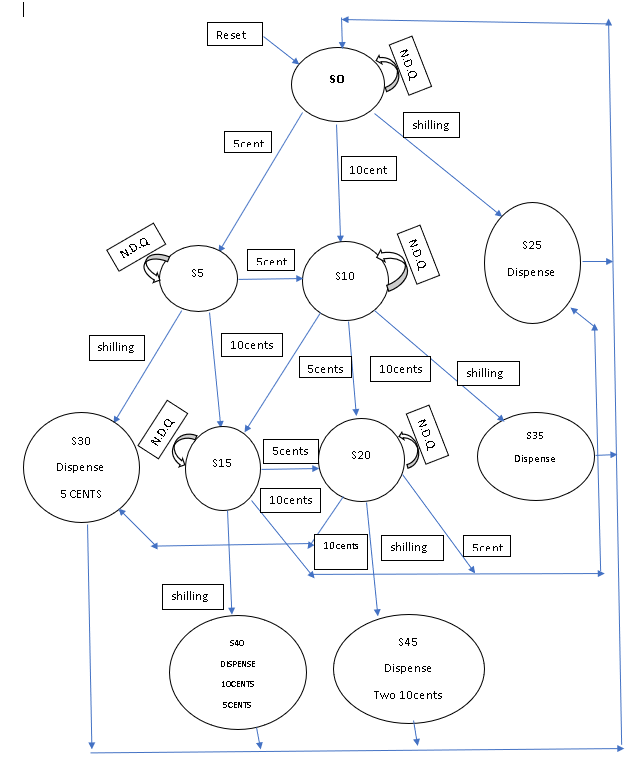 Reset
S0
N.D.Q
shilling
5cent
10cent
N.D.Q
S5
5cent
S10
N.D.Q
S25
Dispense
shilling
10cents
5cents
10cents
shilling
N.D.Q
N.D.Q
S30
Dispense
5 CENTS
S15
5cents
S20
S35
Dispense
10cents
10cents
shilling
5cent
shilling
S40
DISPENSE
10CENTS
5CENTS
S45
Dispense
Two 10cents